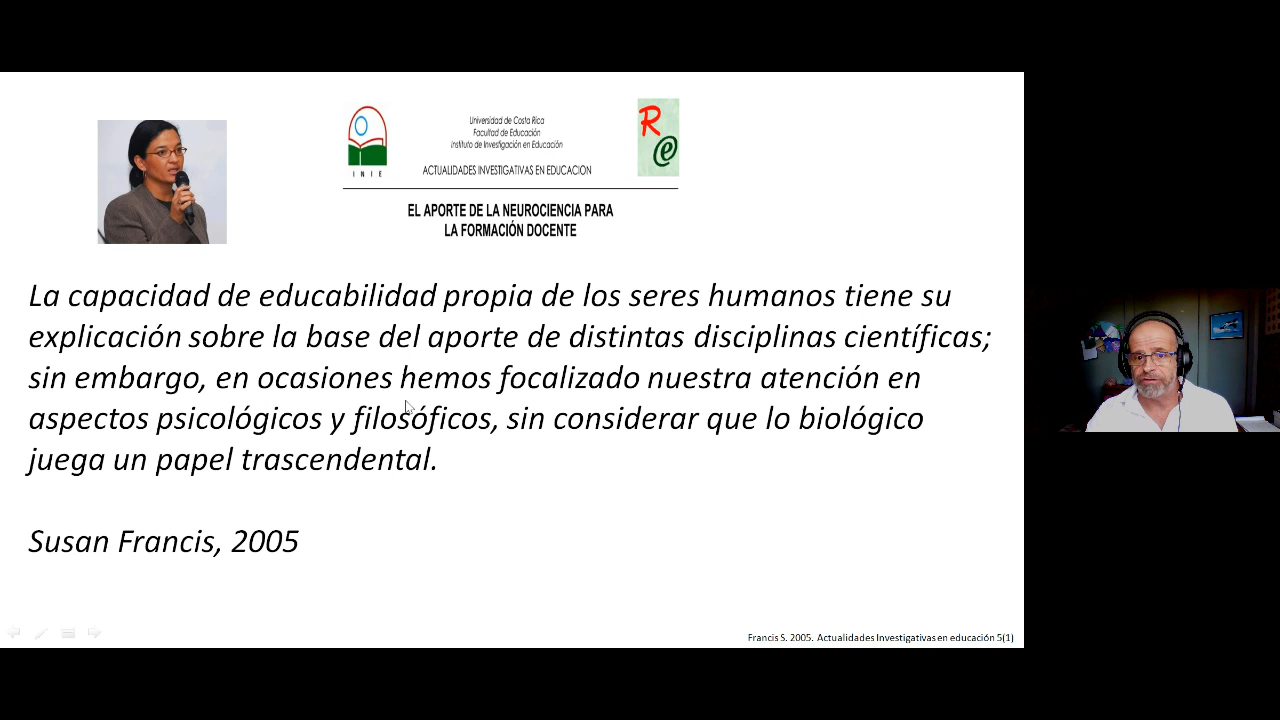 INIE
Universidad de Costa Rica
Facultad de Educación
Instituto de Investigación en Educación
ACTUALIDADES INVESTIGATIVAS EN EDUCACION
Re
EL APORTE DE LA NEUROCIENCIA PARA
LA FORMACIÓN DOCENTE
La capacidad de educabilidad propia de los seres humanos tiene su
explicación sobre la base del aporte de distintas disciplinas científicas;
sin embargo, en ocasiones hemos focalizado nuestra atención en
aspectos psicológicos y filosóficos, sin considerar que lo biológico
juega un papel trascendental.
Susan Francis, 2005
Francis S. 2005. Actualidades Investigativas en educación 5(1)